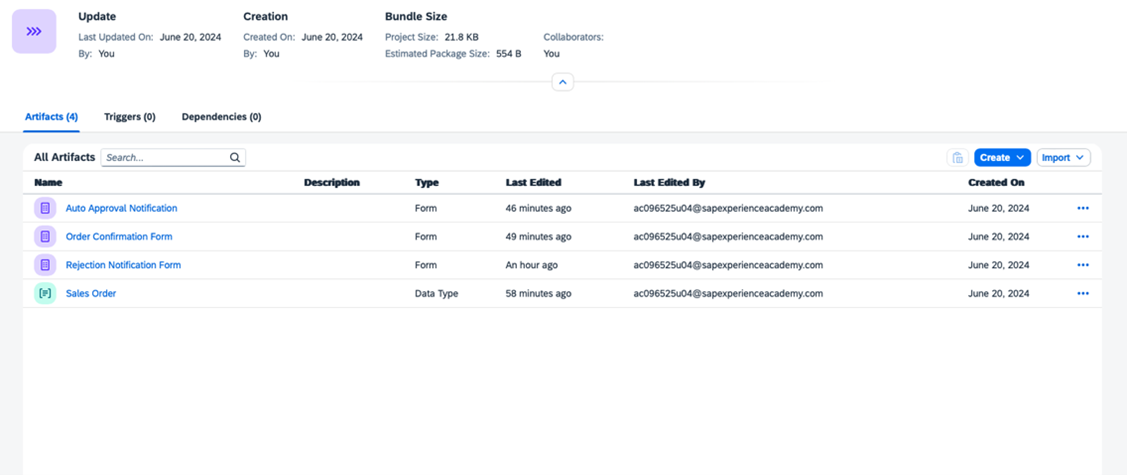 Update Creation Bundle Size
Last Updated On: June 20, 2024 Created On: June 20, 2024 Project Size: 21.8 KB Collaborators:
By: You By: You Estimated Package Size: 554 B You
Artifacts (4) Triggers (0) Dependencies (0)
All Artifacts Search... Create Import
Name Description Type Last Edited Last Edited By Created On
Auto Approval Notification Form 46 minutes ago ac096525u04@sapexperienceacademy.com June 20, 2024
Order Confirmation Form Form 49 minutes ago ac096525u04@sapexperienceacademy.com June 20, 2024
Rejection Notification Form Form An hour ago ac096525u04@sapexperienceacademy.com June 20, 2024
Sales Order Data Type 58 minutes ago ac096525u04@sapexperienceacademy.com June 20, 2024